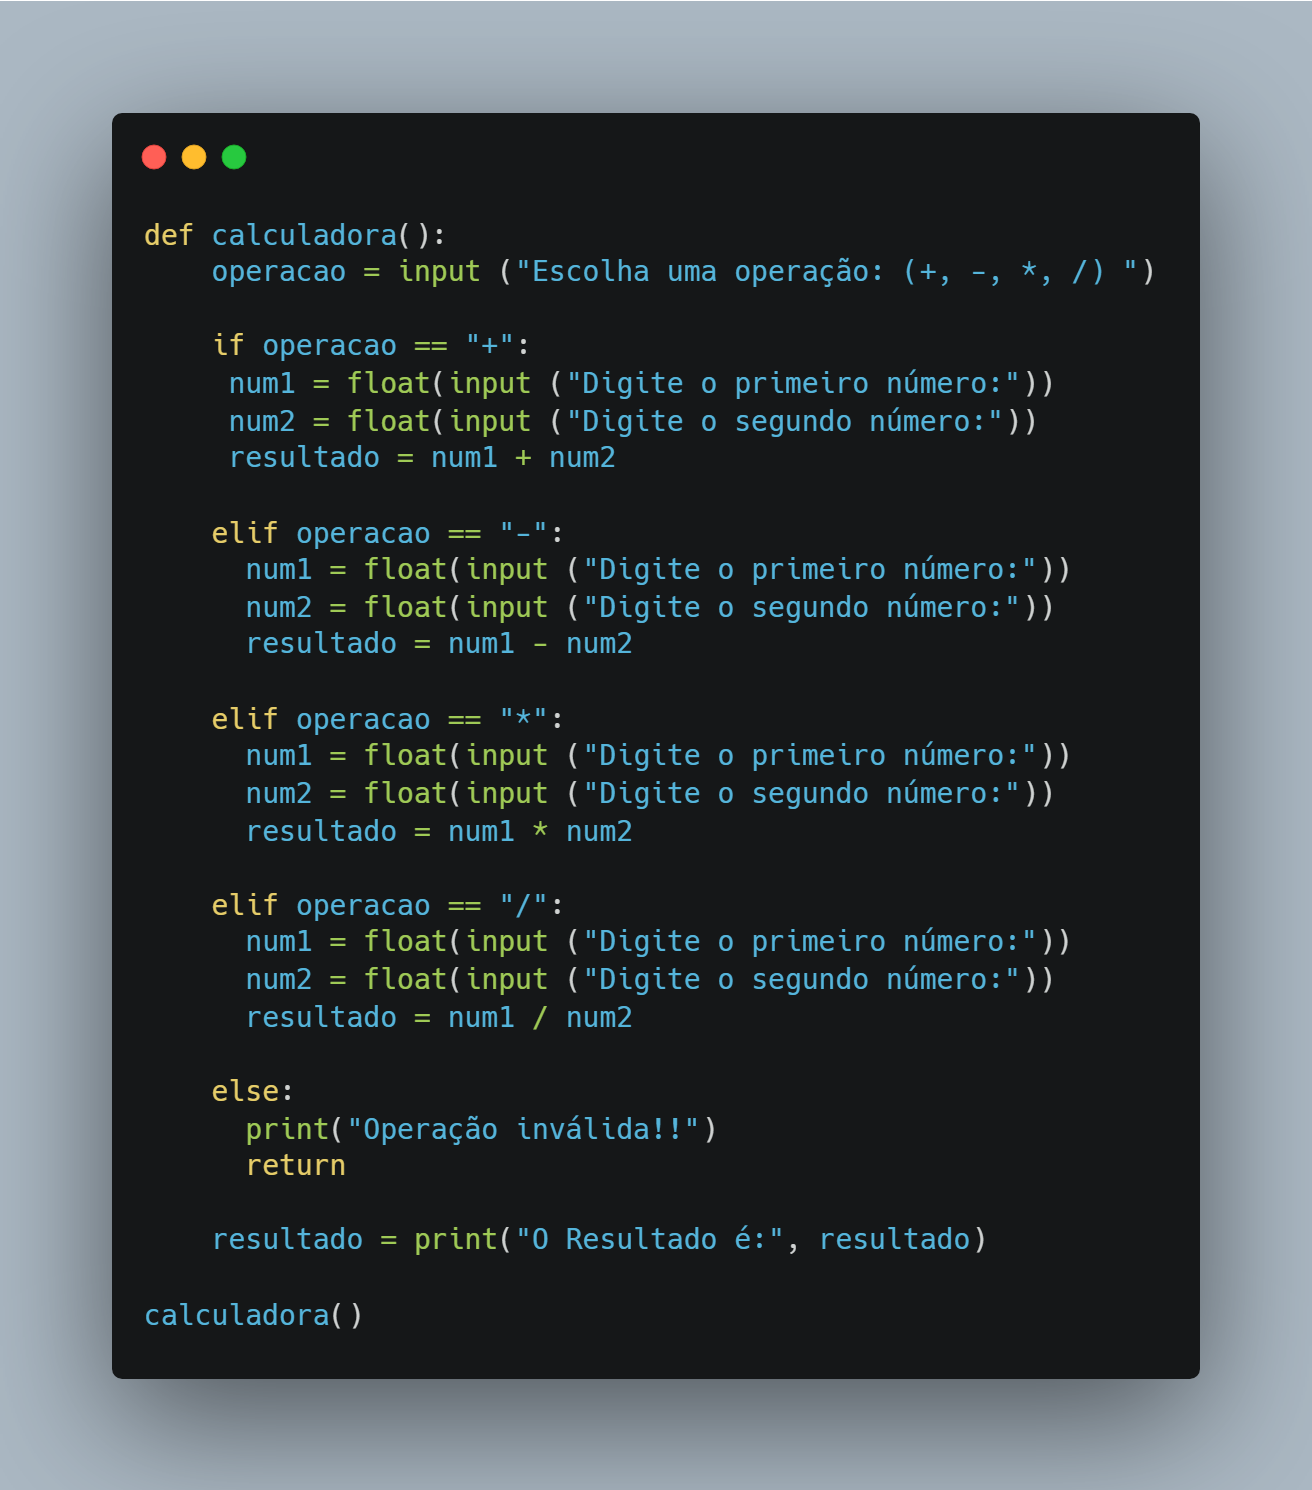 def calculadora():
    operacao = input ("Escolha uma operação: (+, -, *, /) ")

    if operacao == "+":
     num1 = float(input ("Digite o primeiro número:"))
     num2 = float(input ("Digite o segundo número:"))
     resultado = num1 + num2

    elif operacao == "-":
      num1 = float(input ("Digite o primeiro número:"))
      num2 = float(input ("Digite o segundo número:"))
      resultado = num1 - num2

    elif operacao == "*":
      num1 = float(input ("Digite o primeiro número:"))
      num2 = float(input ("Digite o segundo número:"))
      resultado = num1 * num2

    elif operacao == "/":
      num1 = float(input ("Digite o primeiro número:"))
      num2 = float(input ("Digite o segundo número:"))
      resultado = num1 / num2

    else:
      print("Operação inválida!!")
      return

    resultado = print("O Resultado é:", resultado)

calculadora()